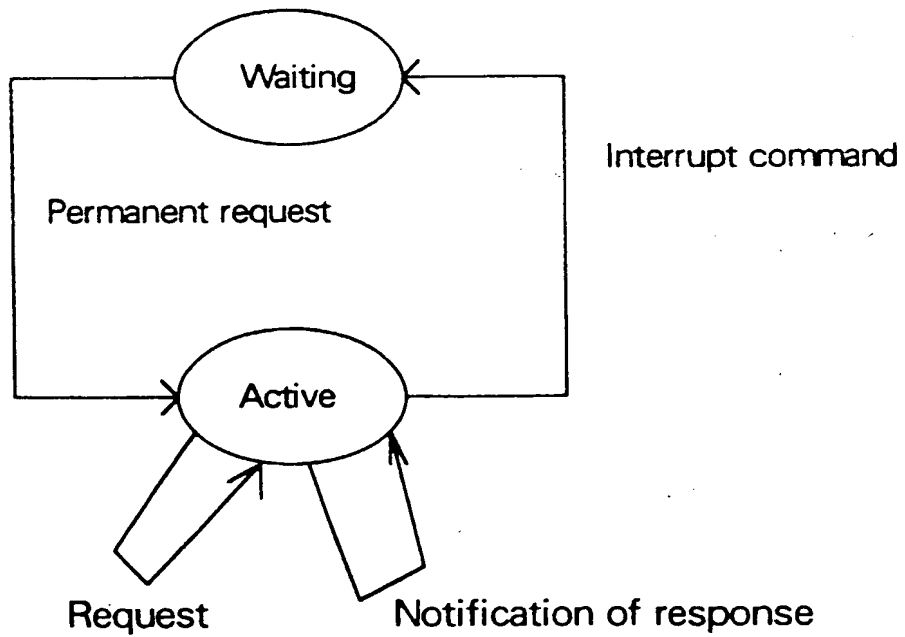 Waiting
Interrupt command
Permanent request
Active
Request
Notification of response